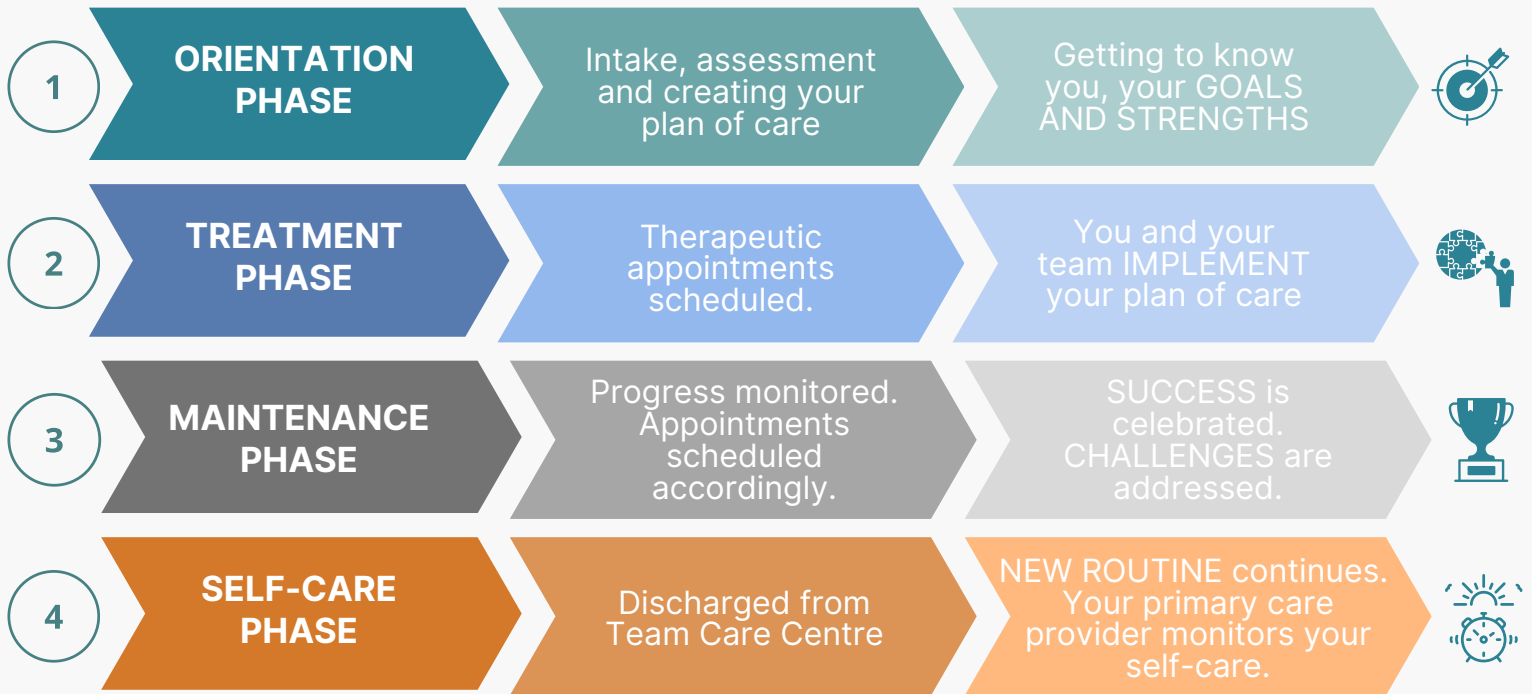 1
ORIENTATION
PHASE
Intake, assessment
and creating your
plan of care
Getting to know
you, your GOALS
AND STRENGTHS
2
TREATMENT
PHASE
Therapeutic
appointments
scheduled.
You and your
team IMPLEMENT
your plan of care
3
MAINTENANCE
PHASE
Progress monitored.
Appointments
scheduled
accordingly.
SUCCESS is
celebrated.
CHALLENGES are
addressed.
4
SELF-CARE
PHASE
Discharged from
Team Care Centre
NEW ROUTINE continues.
Your primary care
provider monitors your
self-care.